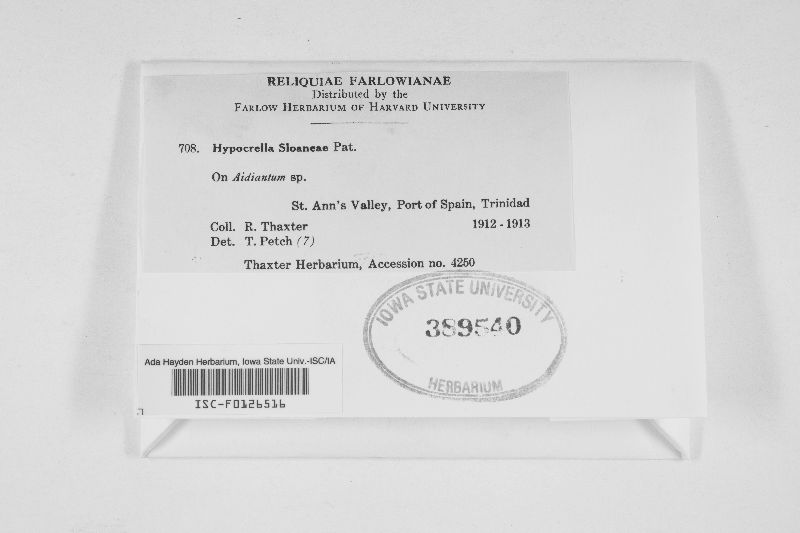 RELIQUIAE FARLOWIANAE
Distributed by the
FARLOW HERBARIUM OF HARVARD UNIVERSITY
708. Hypocrella Sloaneae Pat.
On Aidiantum sp.
St. Ann's Valley, Port of Spain, Trinidad
Coll. R. Thaxter 1912 - 1913
Det. T. Petch (7)
Thaxter Herbarium, Accession no. 4250
IOWA STATE UNIVERSITY
389540
HERBARIUM
Ada Hayden Herbarium, Iowa State Univ.-ISC/IA
ISC-F0126516